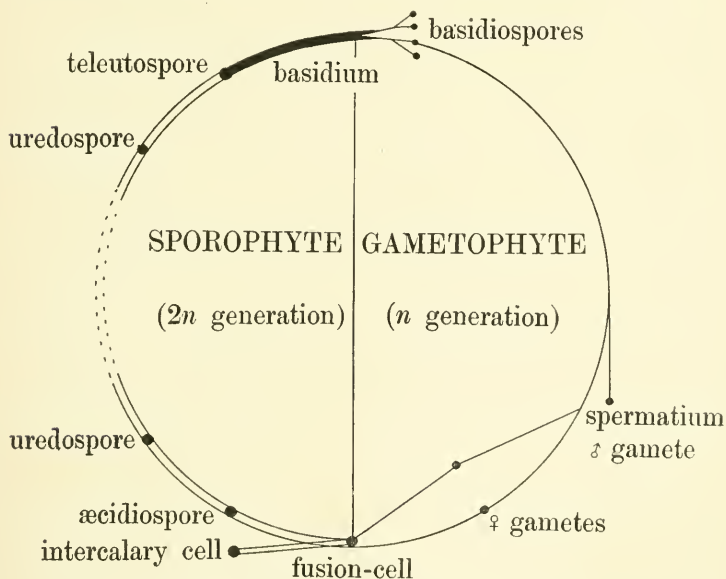 basidiospores
teleutospore
basidium
uredospore
SPOROPHYTE GAMETOPHYTE
(2n generation) (n generation)
uredospore
spermatium
♂ gamete
æcidiospore
♀ gametes
intercalary cell
fusion-cell